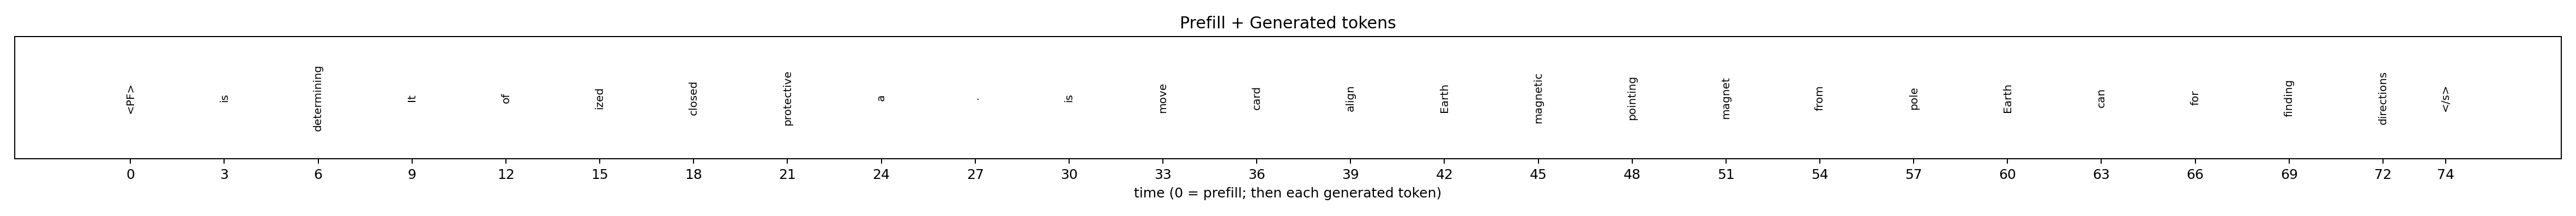 Prefill + Generated tokens
<PF> is determining It of ized closed protective a . is move card align Earth magnetic pointing magnet from pole Earth can for finding directions </s>
0 3 6 9 12 15 18 21 24 27 30 33 36 39 42 45 48 51 54 57 60 63 66 69 72 74
time (0 = prefill; then each generated token)